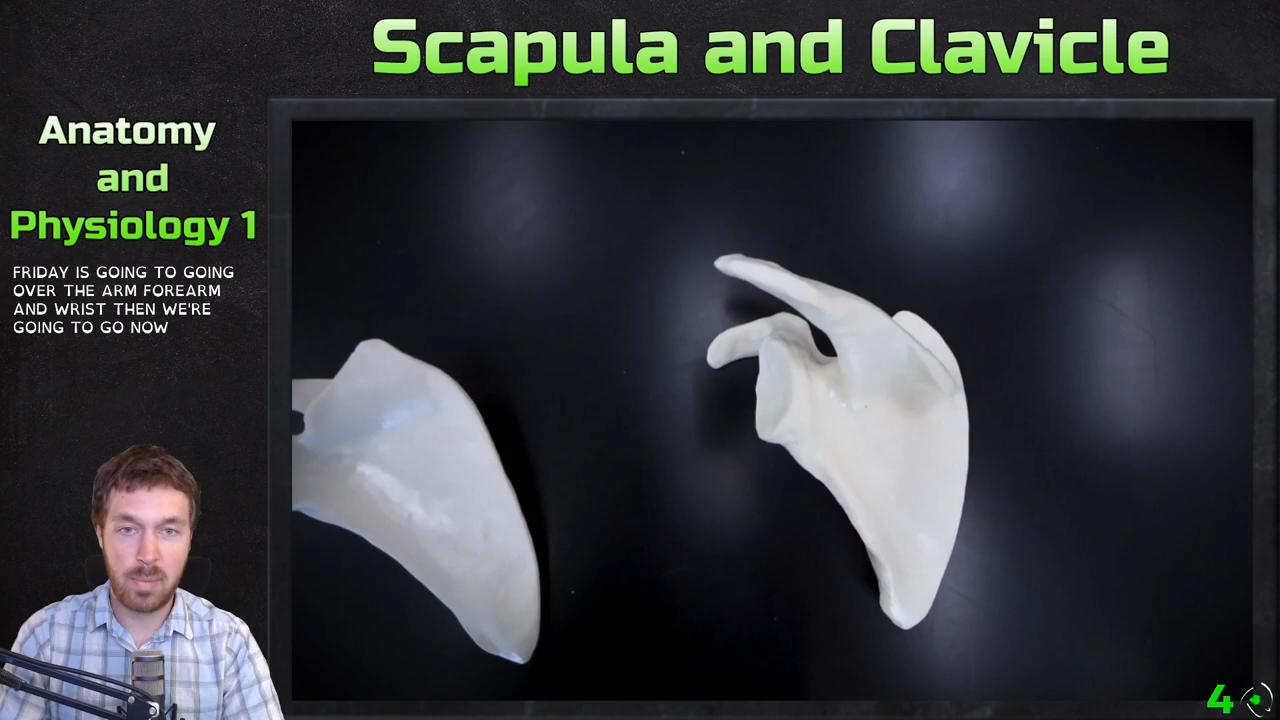 Scapula and Clavicle
Anatomy
and
Physiology 1
FRIDAY IS GOING TO GOING
OVER THE ARM FOREARM
AND WRIST THEN WE'RE
GOING TO GO NOW
4